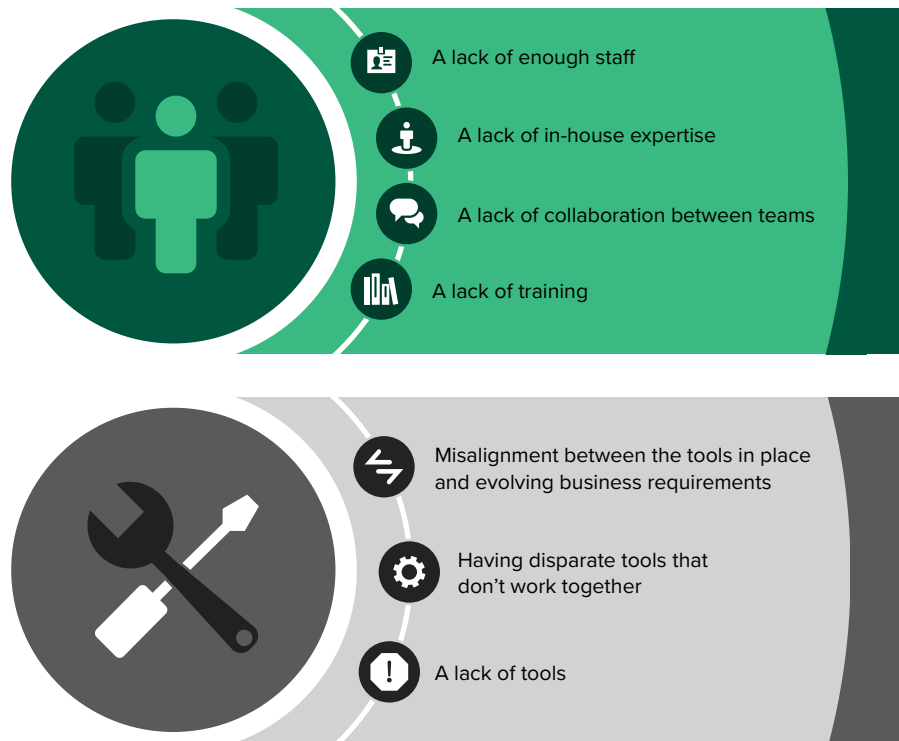 A lack of enough staff
A lack of in-house expertise
A lack of collaboration between teams
A lack of training
Misalignment between the tools in place
and evolving business requirements
Having disparate tools that
don’t work together
A lack of tools